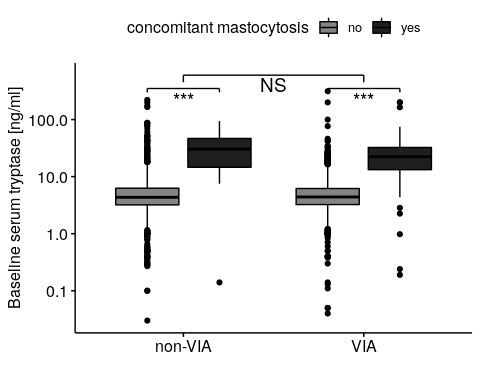 concomitant mastocytosis no yes
NS
*** ***
Baseline serum tryptase [ng/ml]
100.0
10.0
1.0
0.1
non-VIA VIA